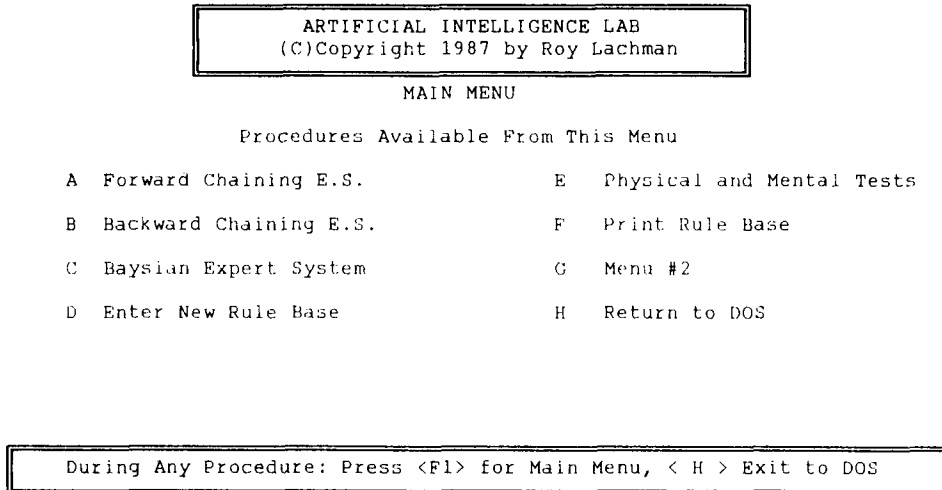 ARTIFICIAL INTELLIGENCE LAB
(C)Copyright 1987 by Roy Lachman
MAIN MENU
Procedures Available From This Menu
A Forward Chaining E.S. E Physical and Mental Tests
B Backward Chaining E.S. F Print Rule Base
C Baysian Expert System G Menu #2
D Enter New Rule Base H Return to DOS
During Any Procedure: Press <F1> for Main Menu, < H > Exit to DOS